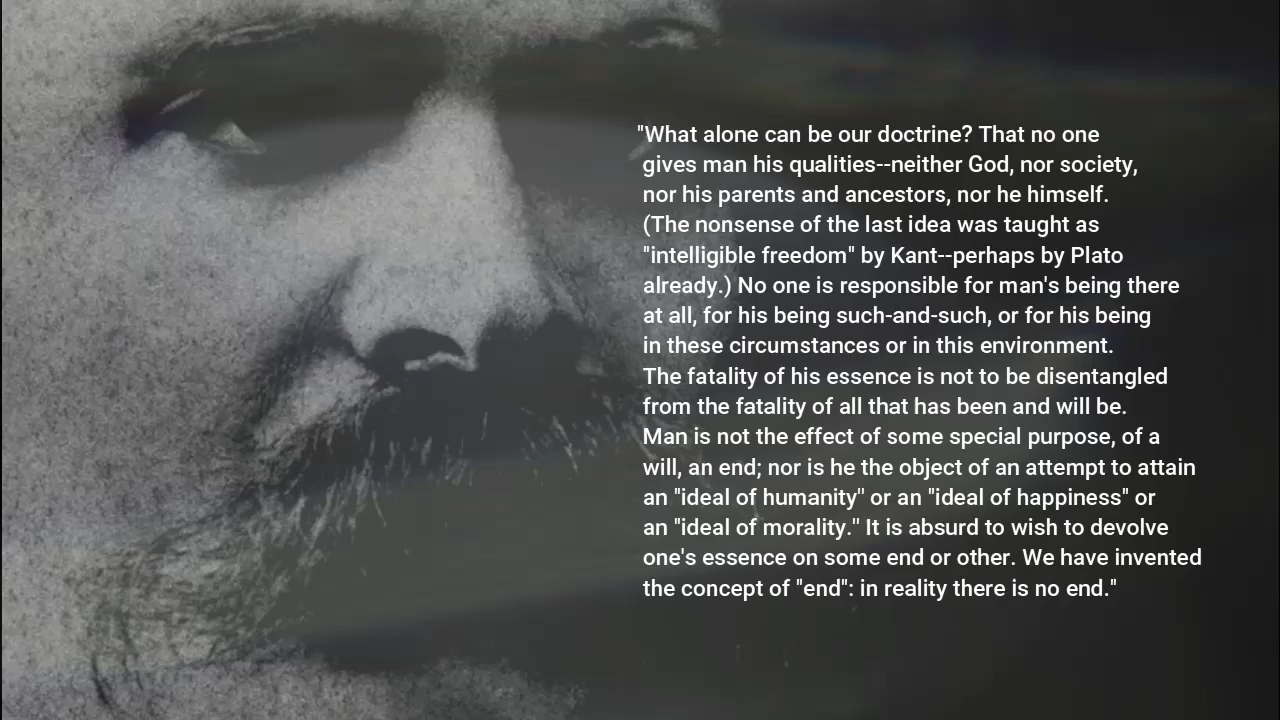 "What alone can be our doctrine? That no one
gives man his qualities--neither God, nor society,
nor his parents and ancestors, nor he himself.
(The nonsense of the last idea was taught as
"intelligible freedom" by Kant--perhaps by Plato
already.) No one is responsible for man's being there
at all, for his being such-and-such, or for his being
in these circumstances or in this environment.
The fatality of his essence is not to be disentangled
from the fatality of all that has been and will be.
Man is not the effect of some special purpose, of a
will, an end; nor is he the object of an attempt to attain
an "ideal of humanity" or an "ideal of happiness" or
an "ideal of morality." It is absurd to wish to devolve
one's essence on some end or other. We have invented
the concept of "end": in reality there is no end."